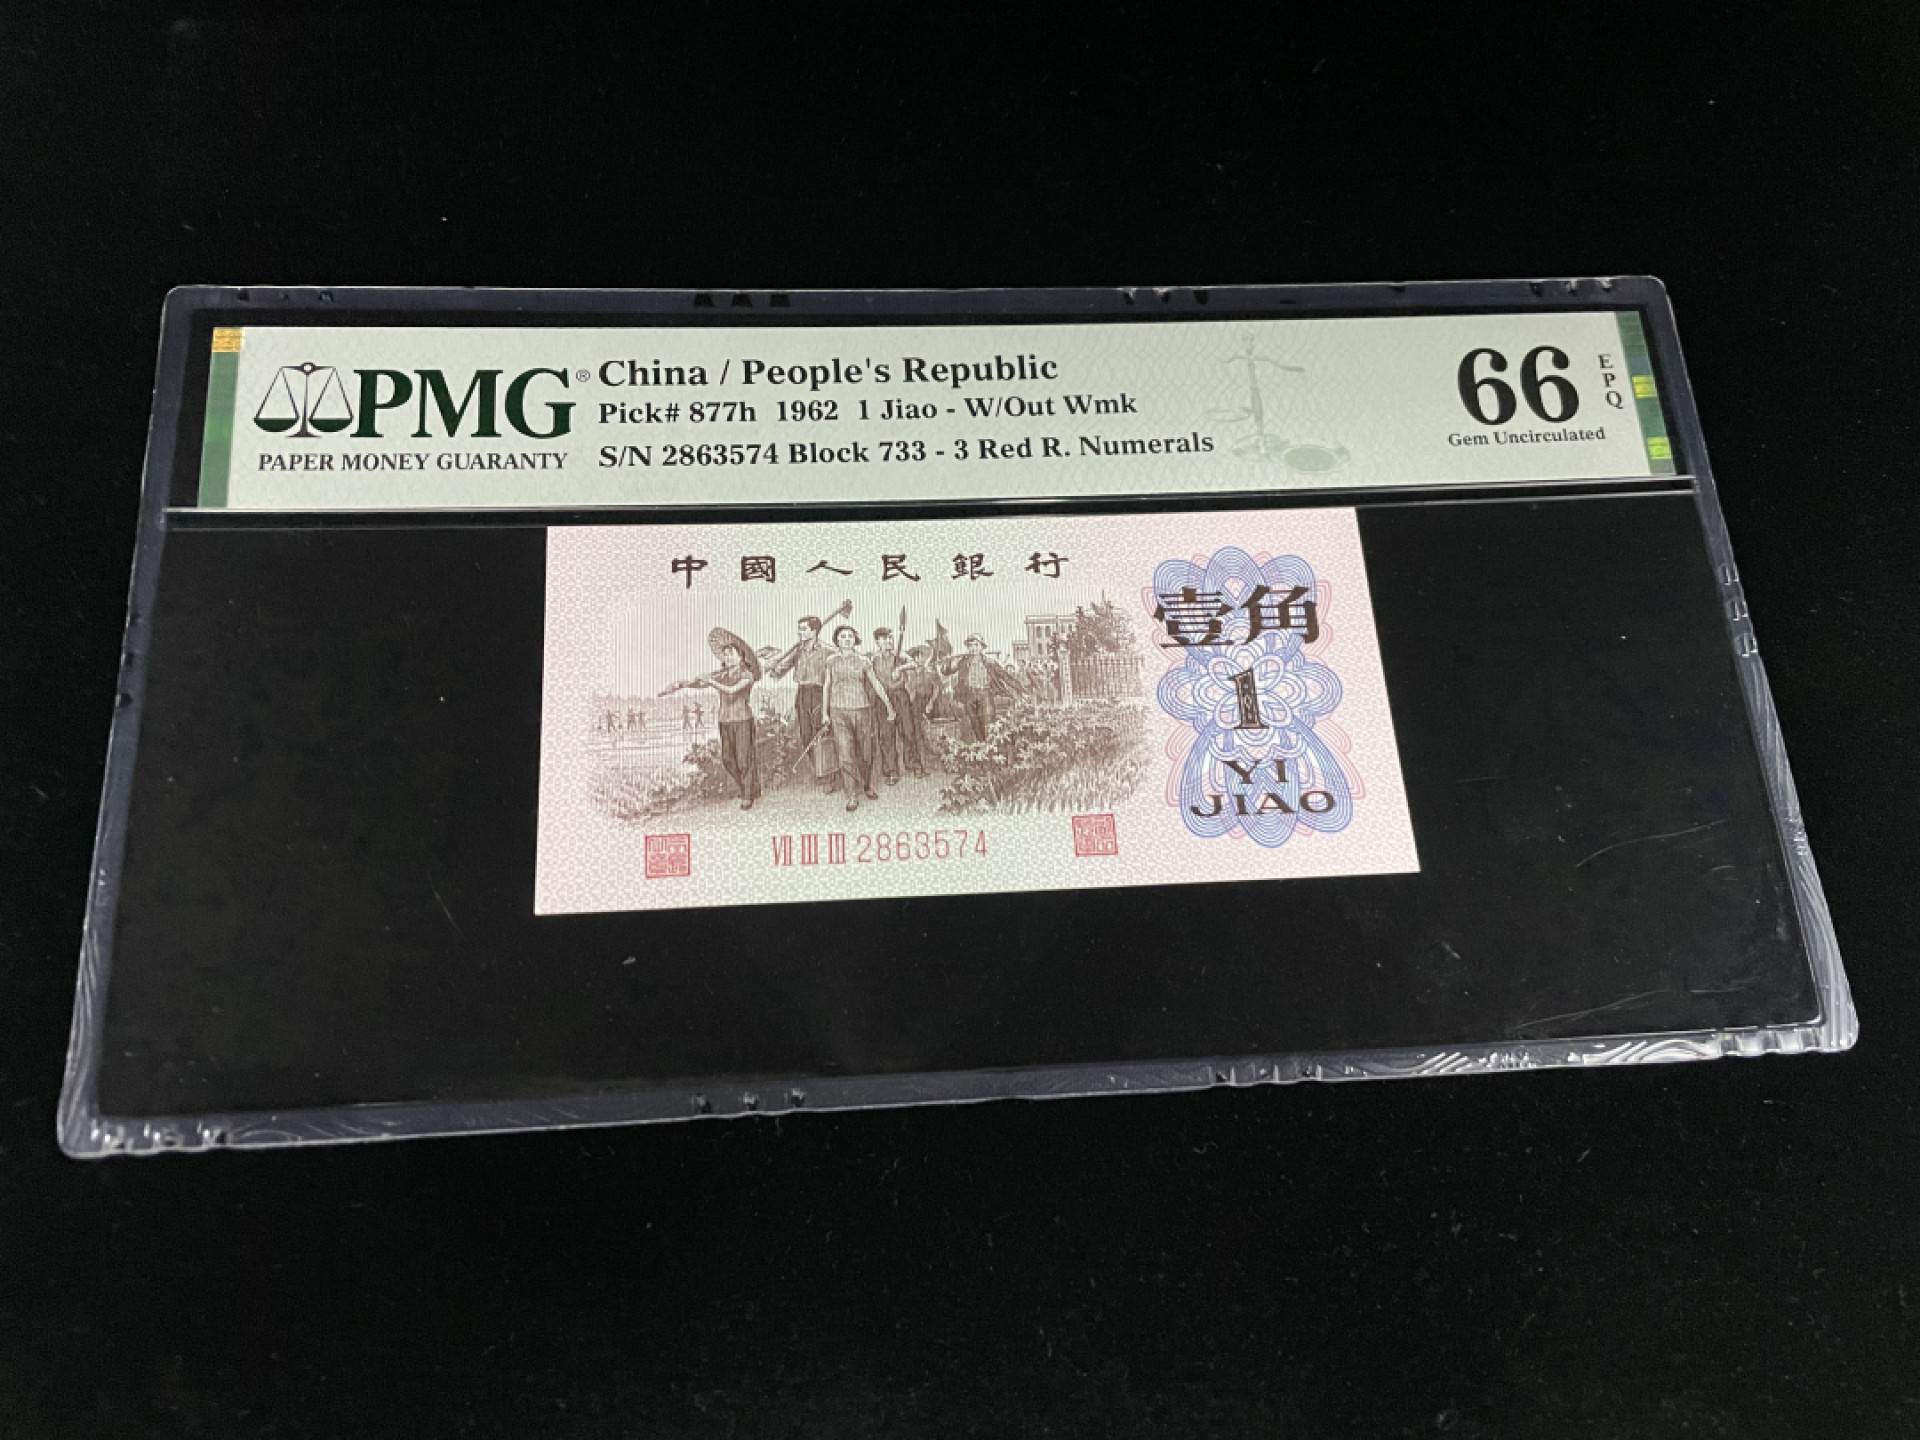 PMG®
PAPER MONEY GUARANTY
China / People's Republic
Pick# 877h 1962 1 Jiao - W/Out Wmk
S/N 2863574 Block 733 - 3 Red R. Numerals
66
EPQ
Gem Uncirculated
中國人民銀行
壹角
1
YI
JIAO
VII III III 2863574